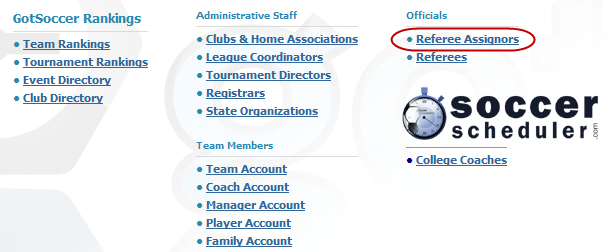 GotSoccer Rankings
• Team Rankings
• Tournament Rankings
• Event Directory
• Club Directory
Administrative Staff
• Clubs & Home Associations
• League Coordinators
• Tournament Directors
• Registrars
• State Organizations
Team Members
• Team Account
• Coach Account
• Manager Account
• Player Account
• Family Account
Officials
• Referee Assignors
• Referees
soccer
scheduler.com
• College Coaches